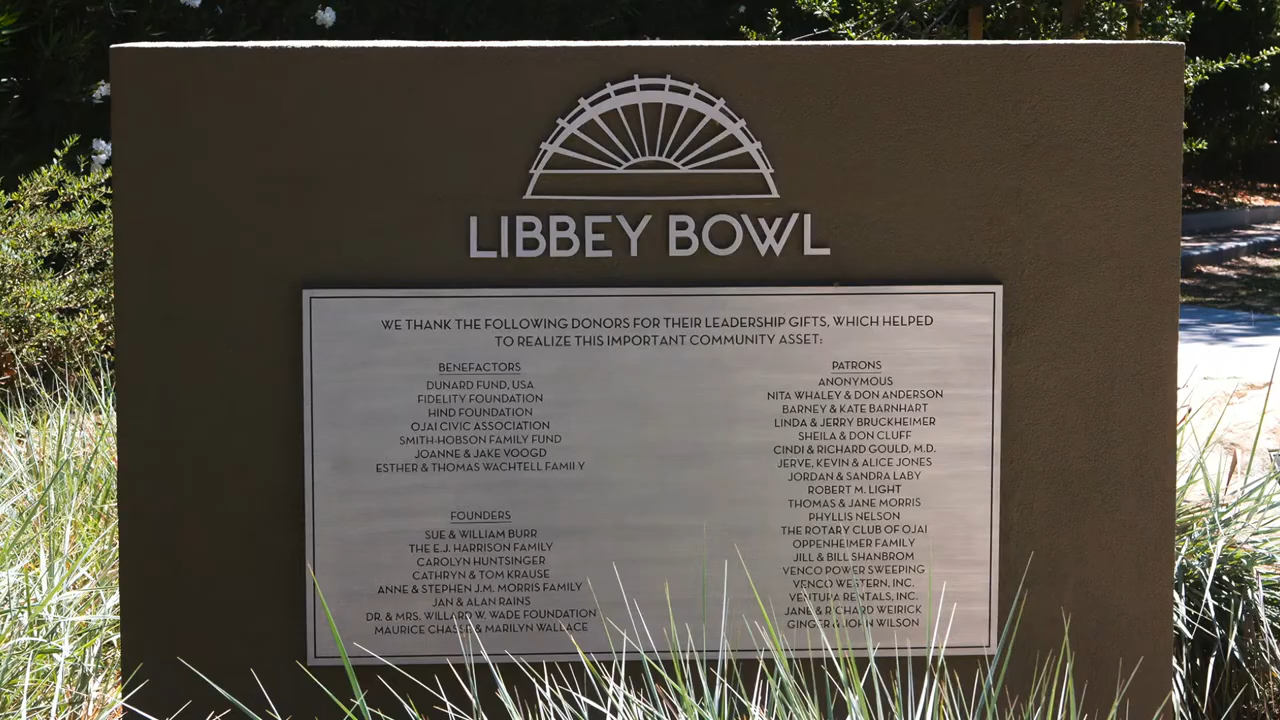 LIBBEY BOWL
WE THANK THE FOLLOWING DONORS FOR THEIR LEADERSHIP GIFTS, WHICH HELPED
TO REALIZE THIS IMPORTANT COMMUNITY ASSET:
BENEFACTORS
DUNARD FUND, USA
FIDELITY FOUNDATION
HIND FOUNDATION
OJAI CIVIC ASSOCIATION
SMITH-HOBSON FAMILY FUND
JOANNE & JAKE VOOGD
ESTHER & THOMAS WACHTELL FAMILY
FOUNDERS
SUE & WILLIAM BURR
THE E.J. HARRISON FAMILY
CAROLYN HUNTSINGER
CATHRYN & TOM KRAUSE
ANNE & STEPHEN J.M. MORRIS FAMILY
JAN & ALAN RAINS
DR. & MRS. WILLARD W. WADE FOUNDATION
MAURICE CHASSE & MARILYN WALLACE
PATRONS
ANONYMOUS
NITA WHALEY & DON ANDERSON
BARNEY & KATE BARNHART
LINDA & JERRY BRUCKHEIMER
SHEILA & DON CLUFF
CINDI & RICHARD GOULD, M.D.
JERVE, KEVIN & ALICE JONES
JORDAN & SANDRA LABY
ROBERT M. LIGHT
THOMAS & JANE MORRIS
PHYLLIS NELSON
THE ROTARY CLUB OF OJAI
OPPENHEIMER FAMILY
JILL & BILL SHANBROM
VENCO POWER SWEEPING
VENCO WESTERN, INC.
VENTURA RENTALS, INC.
JANE & RICHARD WEIRICK
GINGER & JOHN WILSON